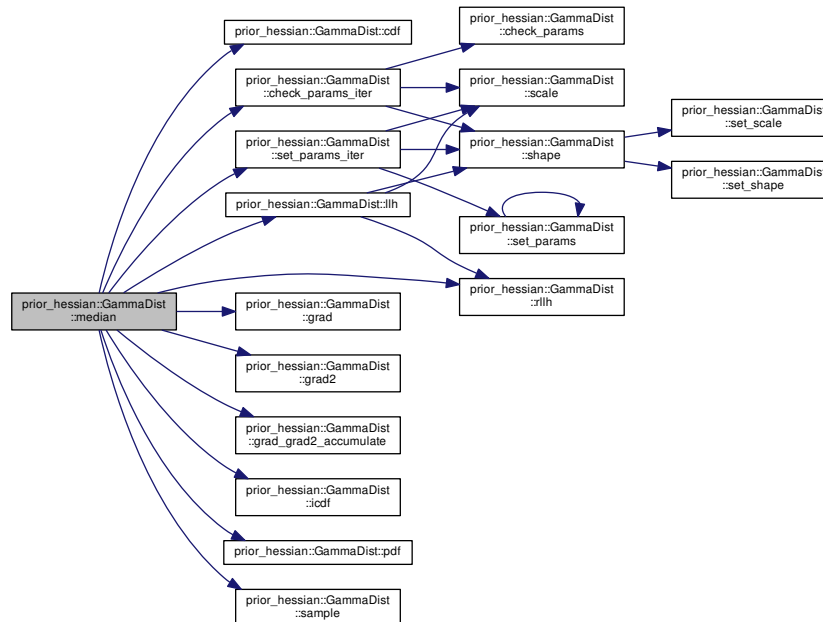 prior_hessian::GammaDist::cdf
prior_hessian::GammaDist
::check_params_iter
prior_hessian::GammaDist
::set_params_iter
prior_hessian::GammaDist::llh
prior_hessian::GammaDist
::median
prior_hessian::GammaDist
::grad
prior_hessian::GammaDist
::grad2
prior_hessian::GammaDist
::grad_grad2_accumulate
prior_hessian::GammaDist
::icdf
prior_hessian::GammaDist::pdf
prior_hessian::GammaDist
::sample
prior_hessian::GammaDist
::check_params
prior_hessian::GammaDist
::scale
prior_hessian::GammaDist
::shape
prior_hessian::GammaDist
::set_params
prior_hessian::GammaDist
::rllh
prior_hessian::GammaDist
::set_scale
prior_hessian::GammaDist
::set_shape